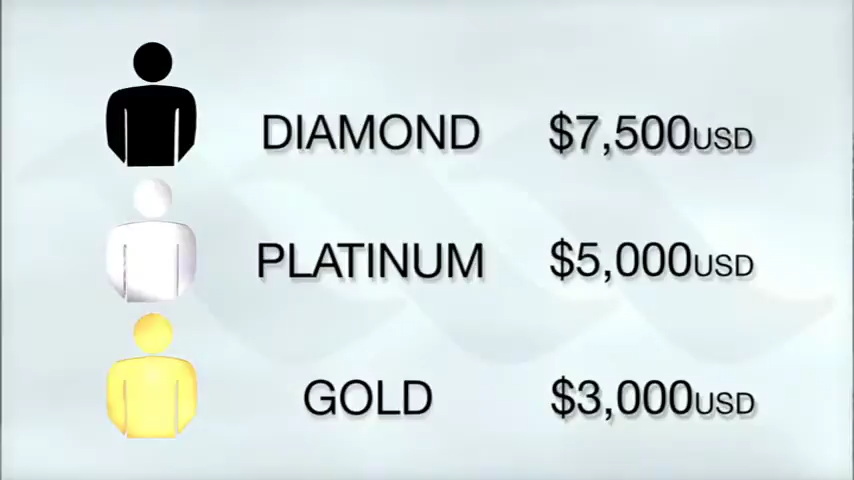 DIAMOND $7,500USD
PLATINUM $5,000USD
GOLD $3,000USD